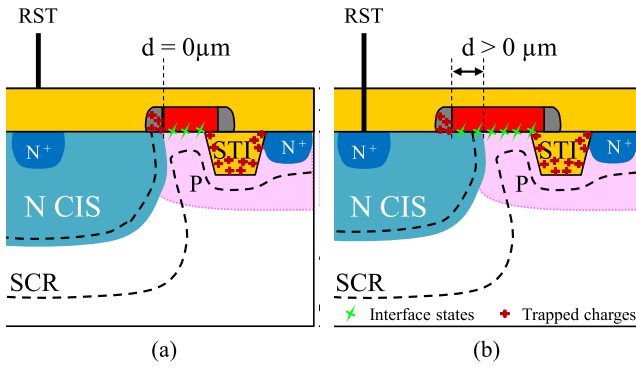 RST
d = 0µm
N⁺
STI
N⁺
P
N CIS
SCR
(a)
RST
d > 0 µm
N⁺
STI
N⁺
P
N CIS
SCR
Interface states
Trapped charges
(b)